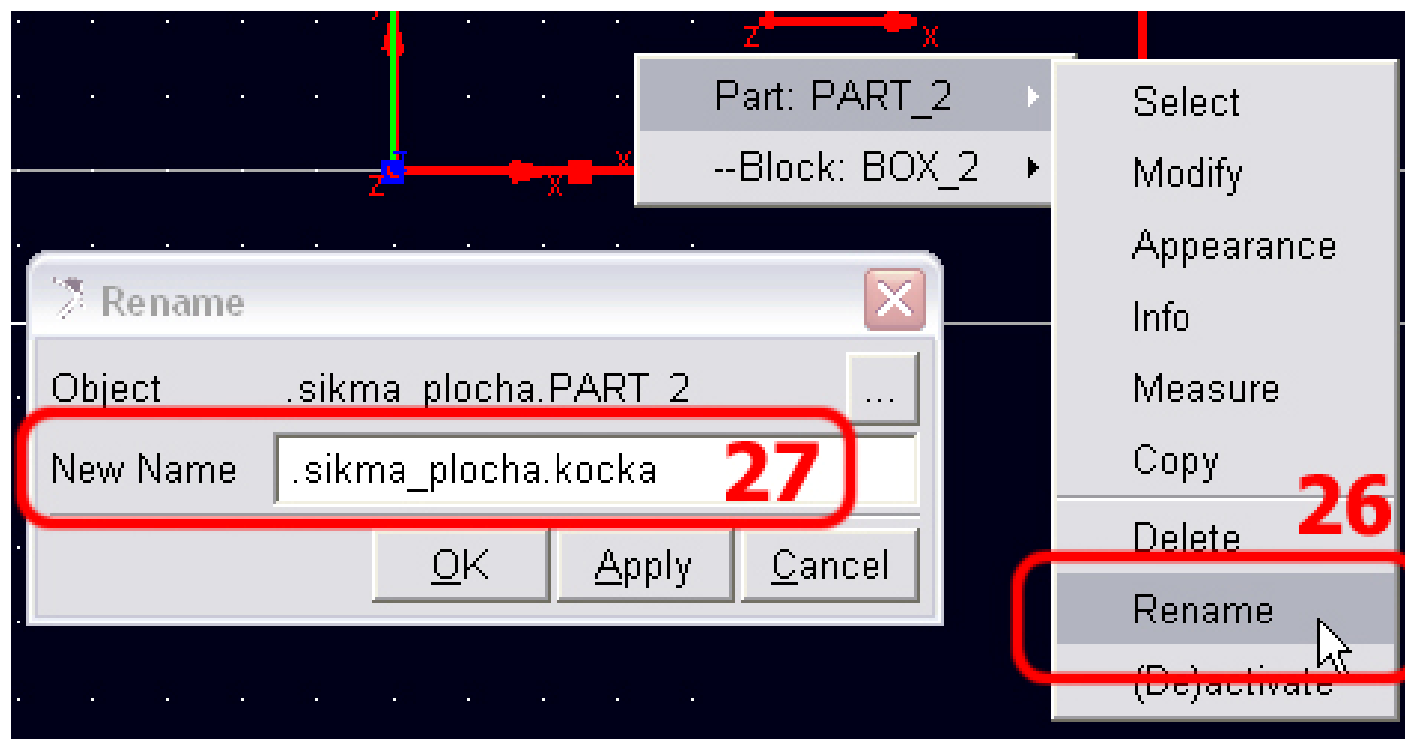 Z
X
Part: PART_2
--Block: BOX_2
Z
X
X
Select
Modify
Appearance
Info
Measure
Copy
26
Delete
Rename
(De)activate
Rename
Object .sikma_plocha.PART_2 ...
New Name .sikma_plocha.kocka 27
OK Apply Cancel